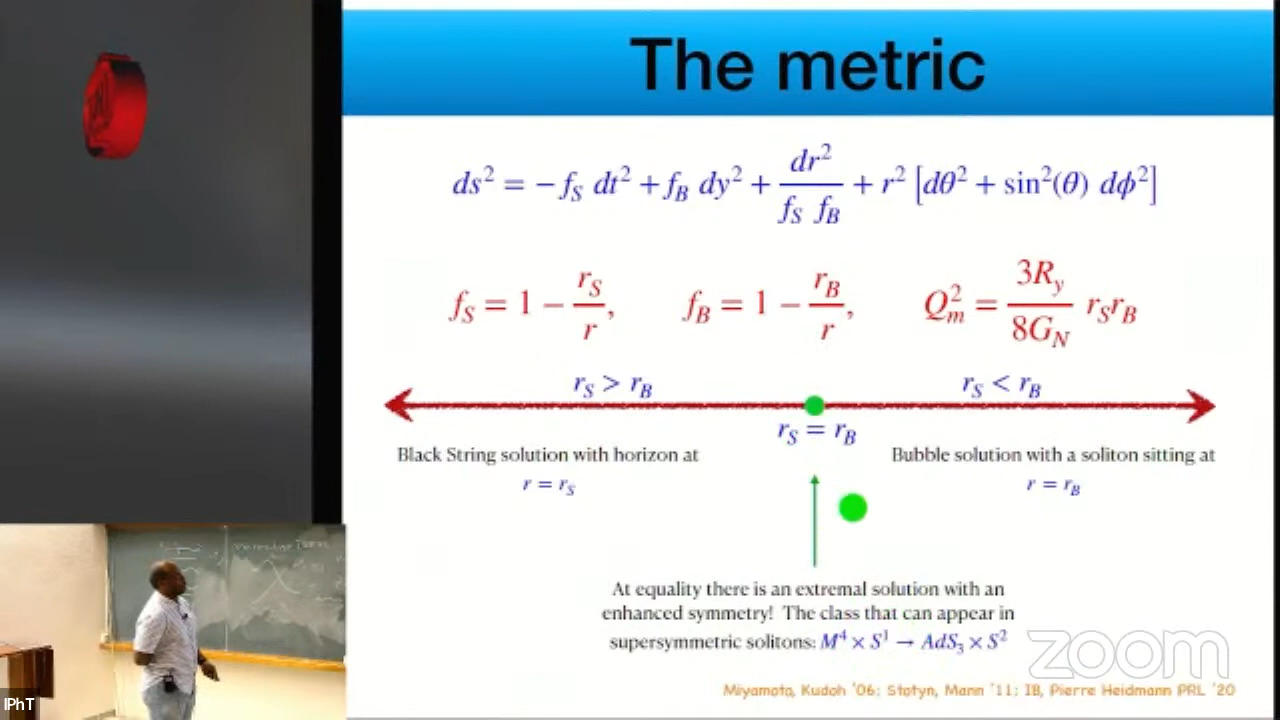 The metric
ds² = −f_S dt² + f_B dy² + dr²/(f_S f_B) + r² [dθ² + sin²(θ) dϕ²]
f_S = 1 − r_S/r, f_B = 1 − r_B/r, Q_m² = 3R_y/8G_N r_S r_B
r_S > r_B
r_S < r_B
r_S = r_B
Black String solution with horizon at
r = r_S
Bubble solution with a soliton sitting at
r = r_B
At equality there is an extremal solution with an
enhanced symmetry! The class that can appear in
supersymmetric solitons: M⁴ × S¹ → AdS₃ × S²
zoom
Miyamoto, Kudoh '06; Stotyn, Mann '11; IB, Pierre Heidmann PRL '20
IPhT